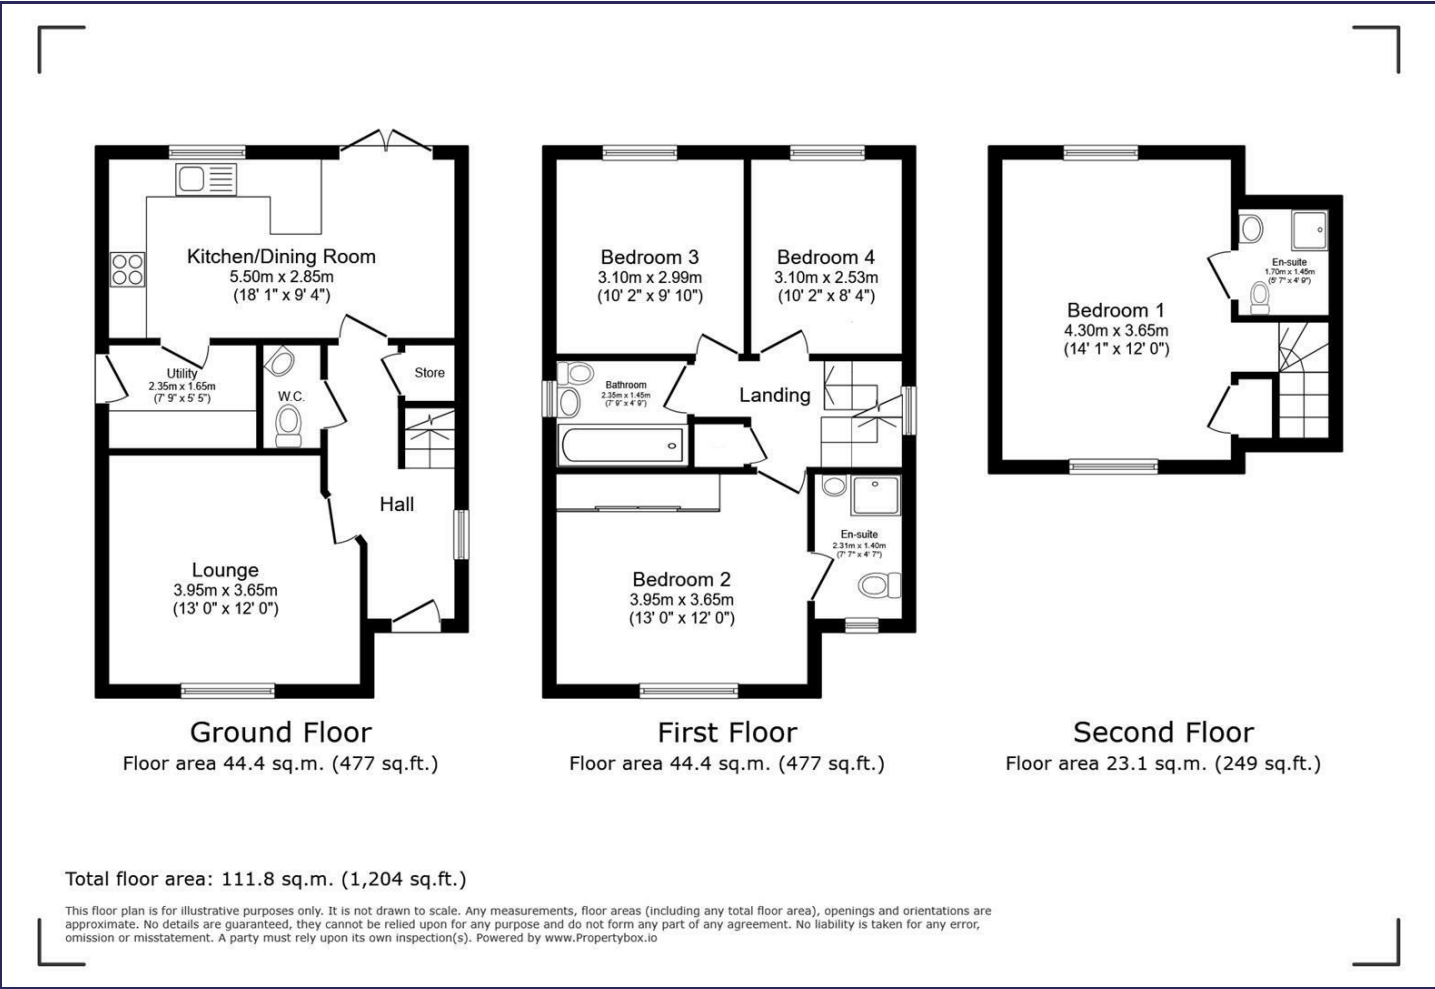 Kitchen/Dining Room
5.50m x 2.85m
(18' 1" x 9' 4")
Utility
2.35m x 1.65m
(7' 9" x 5' 5")
W.C.
Store
Hall
Lounge
3.95m x 3.65m
(13' 0" x 12' 0")
Ground Floor
Floor area 44.4 sq.m. (477 sq.ft.)
Bedroom 3
3.10m x 2.99m
(10' 2" x 9' 10")
Bedroom 4
3.10m x 2.53m
(10' 2" x 8' 4")
Bathroom
2.35m x 1.45m
(7' 9" x 4' 9")
Landing
En-suite
2.31m x 1.40m
(7' 7" x 4' 7")
Bedroom 2
3.95m x 3.65m
(13' 0" x 12' 0")
First Floor
Floor area 44.4 sq.m. (477 sq.ft.)
En-suite
1.70m x 1.45m
(5' 7" x 4' 9")
Bedroom 1
4.30m x 3.65m
(14' 1" x 12' 0")
Second Floor
Floor area 23.1 sq.m. (249 sq.ft.)
Total floor area: 111.8 sq.m. (1,204 sq.ft.)
This floor plan is for illustrative purposes only. It is not drawn to scale. Any measurements, floor areas (including any total floor area), openings and orientations are
approximate. No details are guaranteed, they cannot be relied upon for any purpose and do not form any part of any agreement. No liability is taken for any error,
omission or misstatement. A party must rely upon its own inspection(s). Powered by www.Propertybox.io